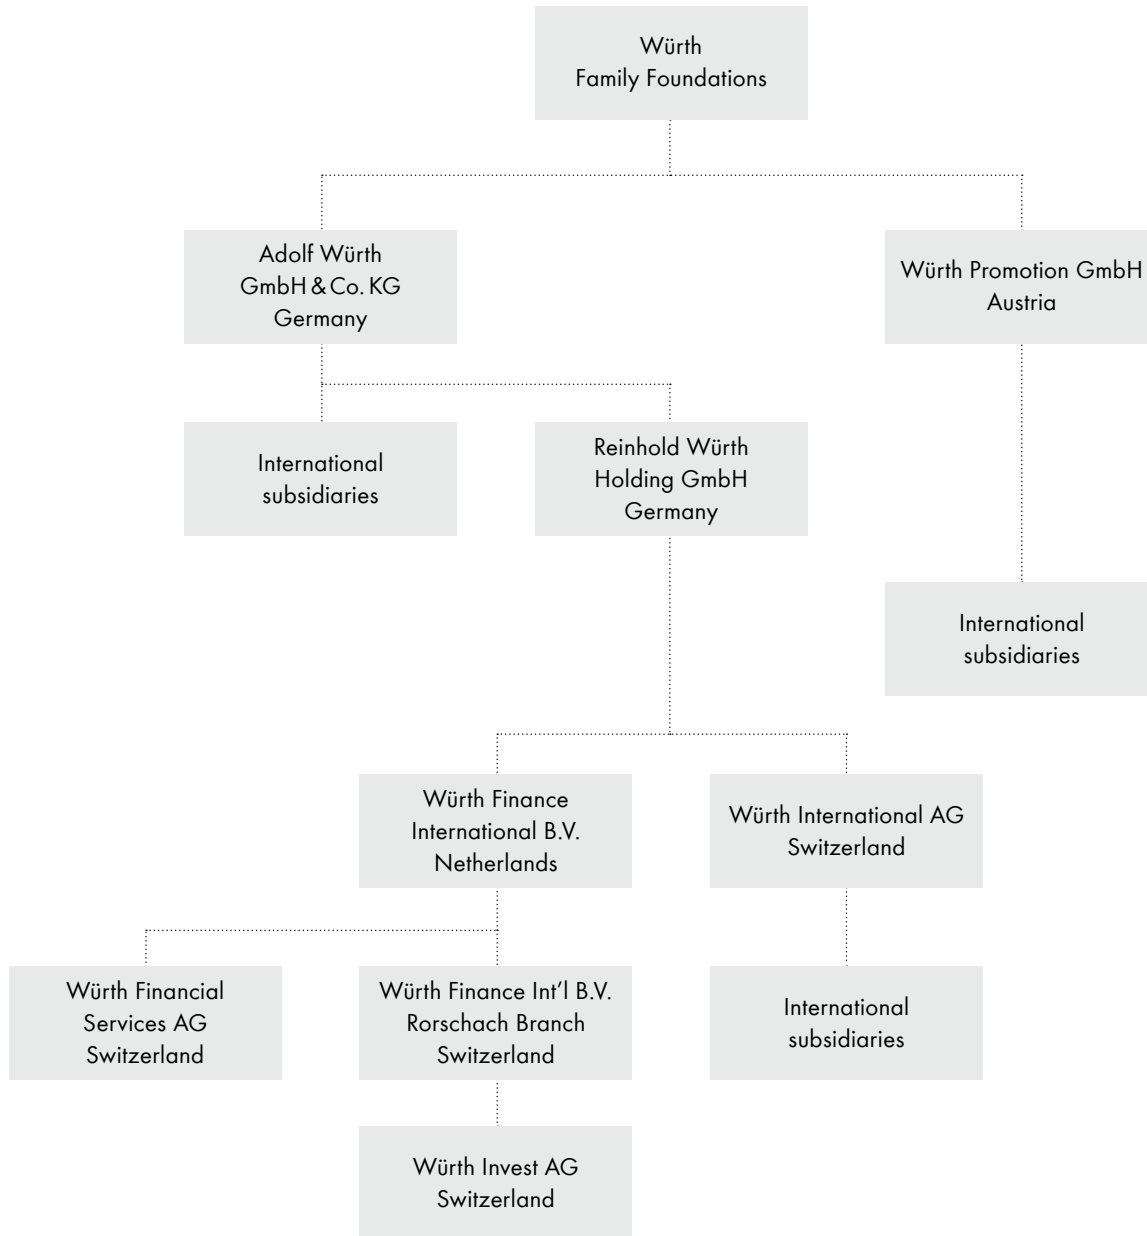 Würth
Family Foundations
Adolf Würth
GmbH & Co. KG
Germany
Würth Promotion GmbH
Austria
International
subsidiaries
Reinhold Würth
Holding GmbH
Germany
International
subsidiaries
Würth Finance
International B.V.
Netherlands
Würth International AG
Switzerland
Würth Financial
Services AG
Switzerland
Würth Finance Int’l B.V.
Rorschach Branch
Switzerland
International
subsidiaries
Würth Invest AG
Switzerland